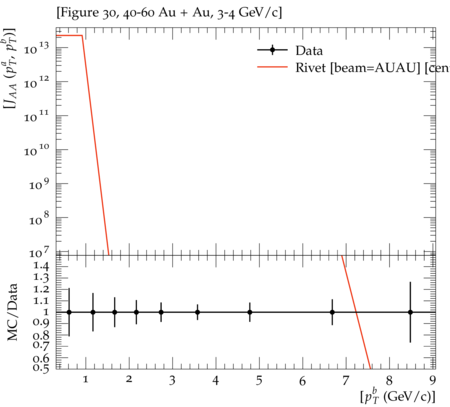 [Figure 30, 40-60 Au + Au, 3-4 GeV/c]
[J_AA (p_T^a, p_T^b)]
10^13
10^12
10^11
10^10
10^9
10^8
10^7
Data
Rivet [beam=AUAU] [cen
MC/Data
1.4
1.3
1.2
1.1
1
0.9
0.8
0.7
0.6
0.5
1 2 3 4 5 6 7 8 9
[p_T^b (GeV/c)]